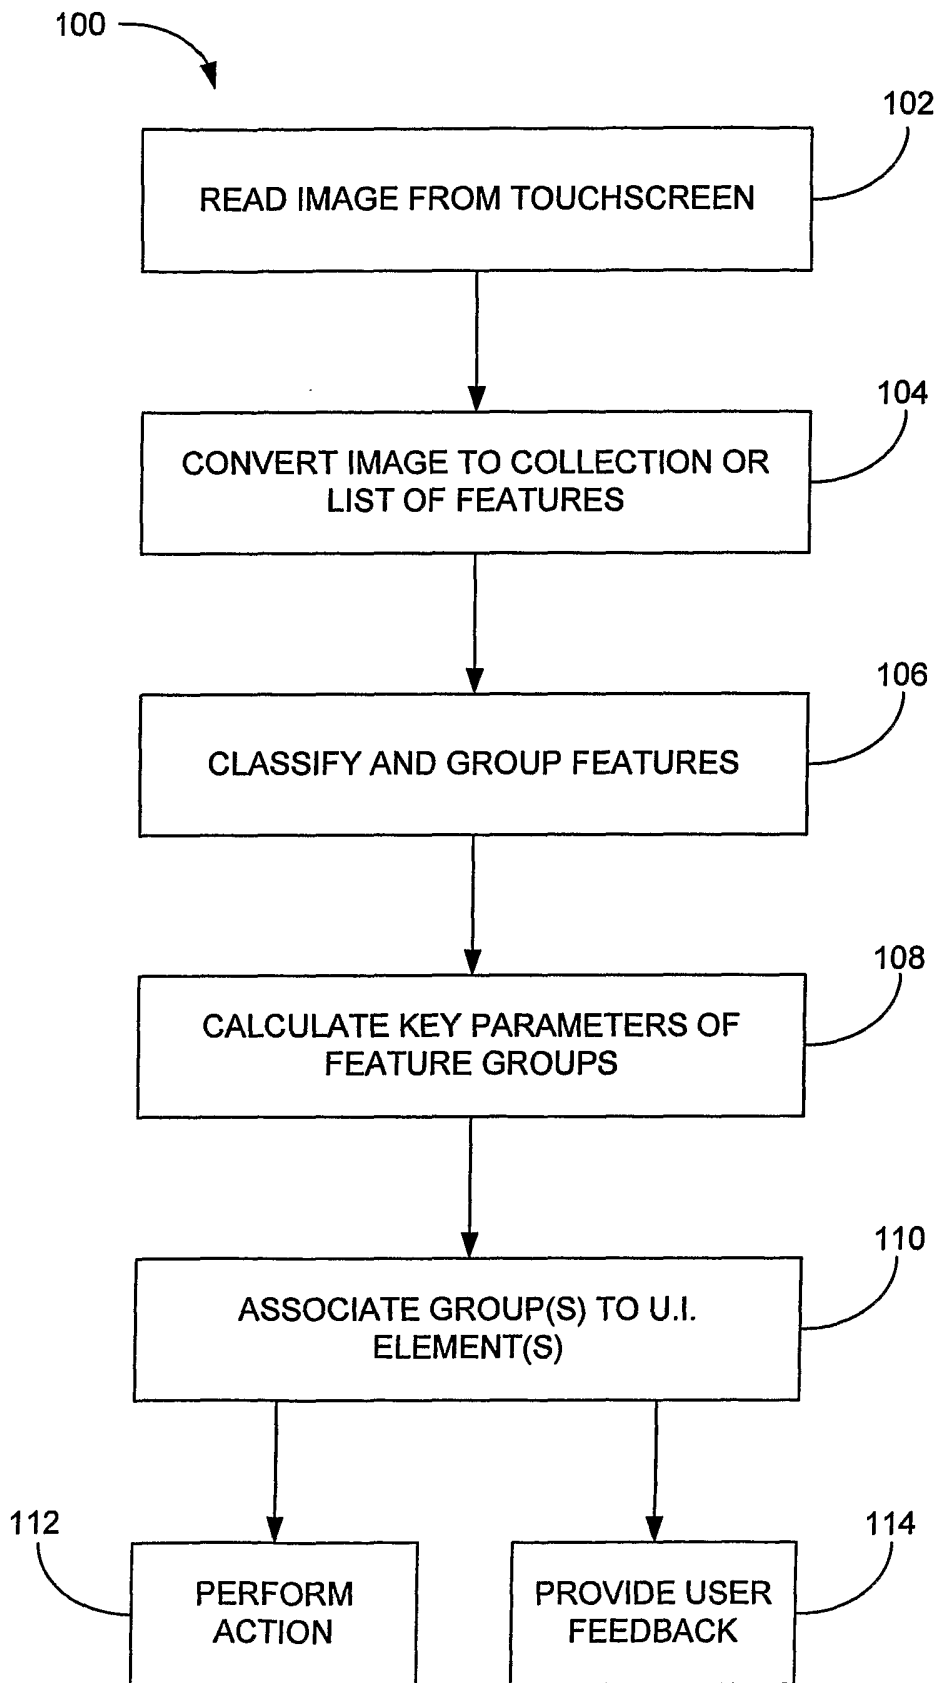 100
102
READ IMAGE FROM TOUCHSCREEN
104
CONVERT IMAGE TO COLLECTION OR
LIST OF FEATURES
106
CLASSIFY AND GROUP FEATURES
108
CALCULATE KEY PARAMETERS OF
FEATURE GROUPS
110
ASSOCIATE GROUP(S) TO U.I.
ELEMENT(S)
112
PERFORM
ACTION
114
PROVIDE USER
FEEDBACK